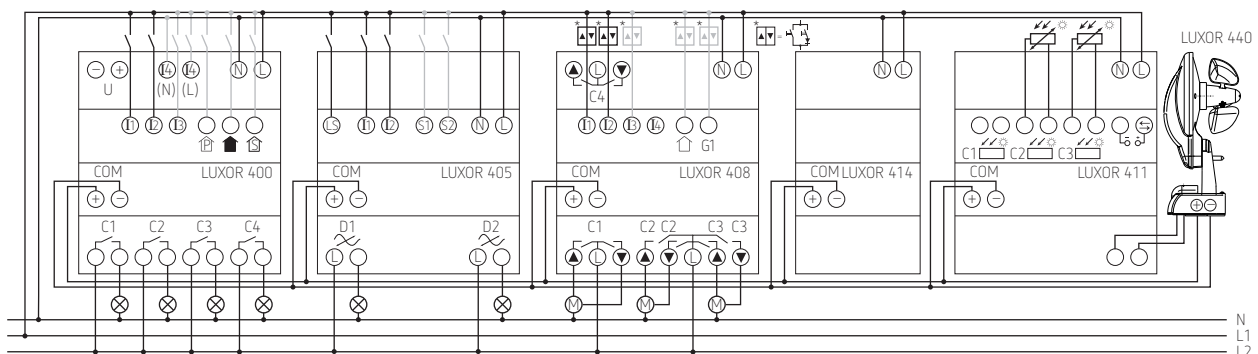 LUXOR 440
* * * * * *
I4 I4 N L
U (N) (L)
L
C4
N L
N L
N L
I1 I2 I3
P S
LS I1 I2 S1 S2 N L
I1 I2 I3 I4
G1
C1 C2 C3
COM LUXOR 400
COM LUXOR 405
COM LUXOR 408
COM LUXOR 414
COM LUXOR 411
+ −
+ −
+ −
+ −
+ −
+ −
C1 C2 C3 C4
D1 D2
C1 C2 C2 C3 C3
L L
L L
M M M
N
L1
L2